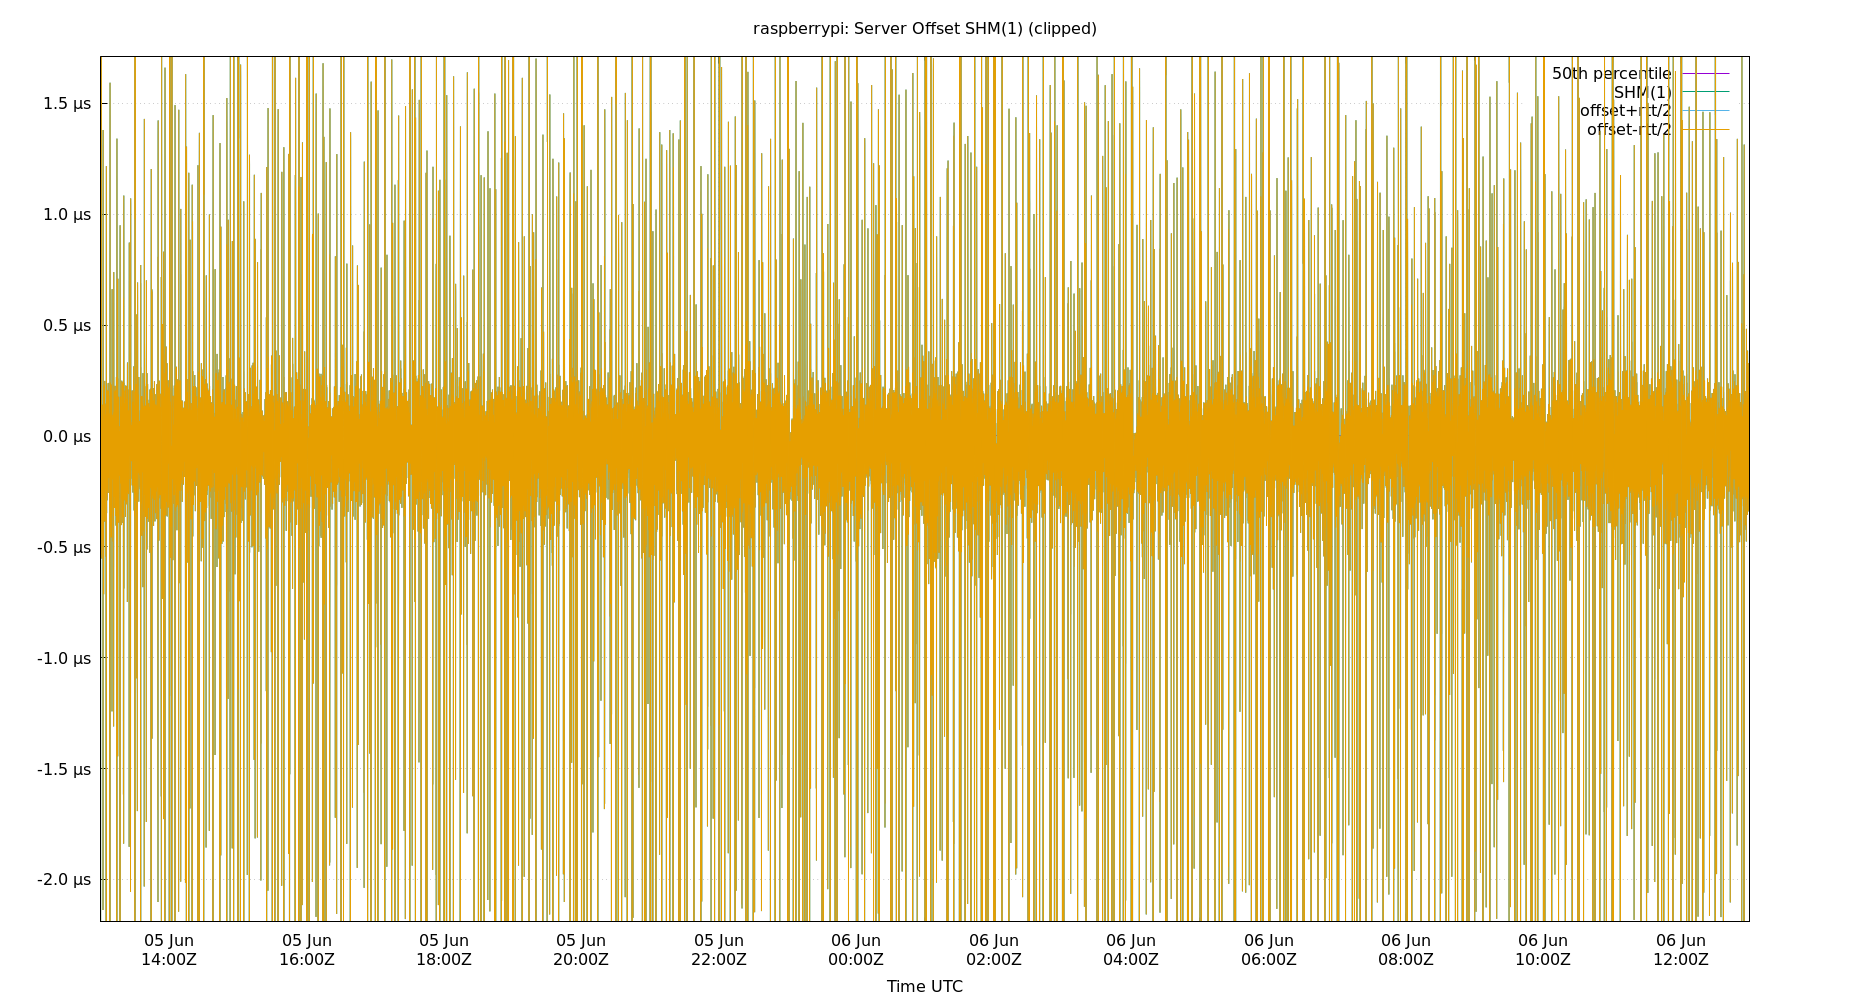 raspberrypi: Server Offset SHM(1) (clipped)
50th percentile
SHM(1)
offset+rtt/2
offset-rtt/2
1.5 µs
1.0 µs
0.5 µs
0.0 µs
-0.5 µs
-1.0 µs
-1.5 µs
-2.0 µs
05 Jun 05 Jun 05 Jun 05 Jun 05 Jun 06 Jun 06 Jun 06 Jun 06 Jun 06 Jun 06 Jun 06 Jun
14:00Z 16:00Z 18:00Z 20:00Z 22:00Z 00:00Z 02:00Z 04:00Z 06:00Z 08:00Z 10:00Z 12:00Z
Time UTC